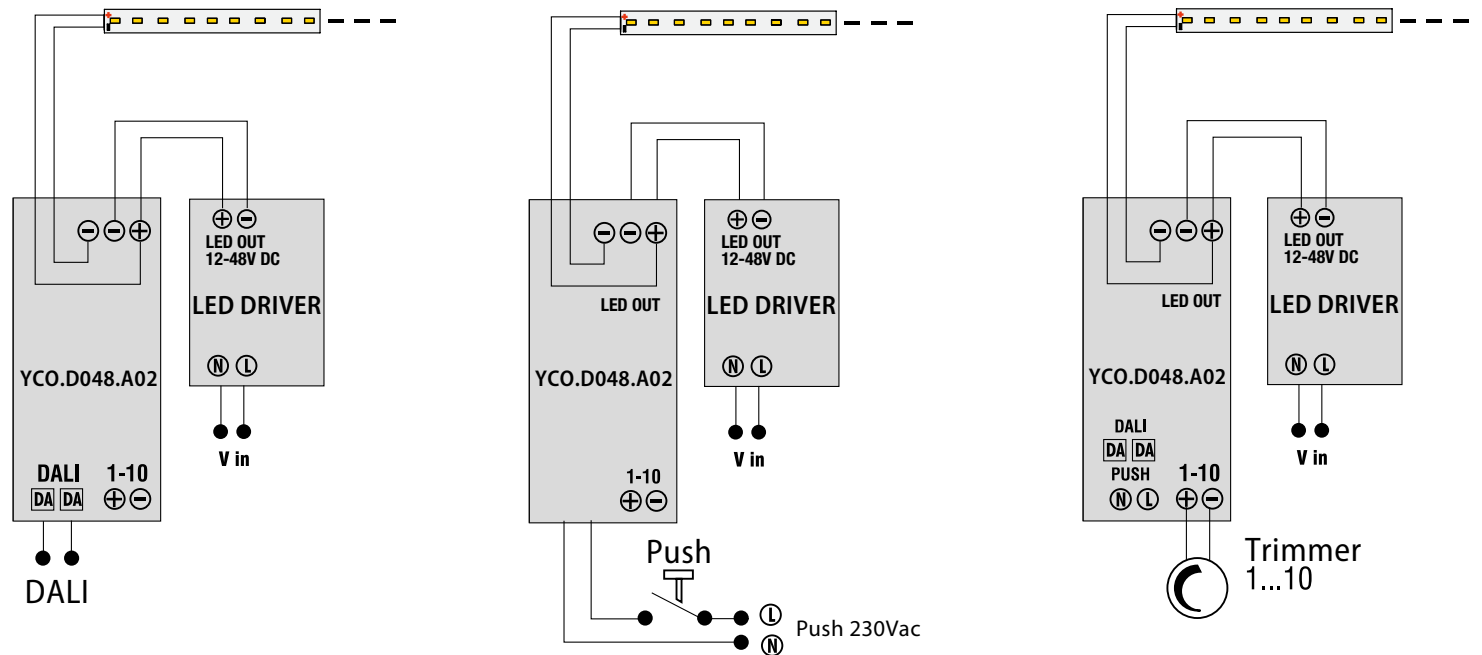 +
-
− − +
+ −
LED OUT
12-48V DC
LED DRIVER
N L
V in
YCO.D048.A02
DALI 1-10
DA DA + −
DALI
+
-
− − +
LED OUT
+ −
LED OUT
12-48V DC
LED DRIVER
N L
V in
YCO.D048.A02
1-10
+ −
Push
L
N
Push 230Vac
+
-
− − +
LED OUT
+ −
LED OUT
12-48V DC
LED DRIVER
N L
V in
YCO.D048.A02
DALI
DA DA
PUSH 1-10
N L + −
Trimmer
1...10